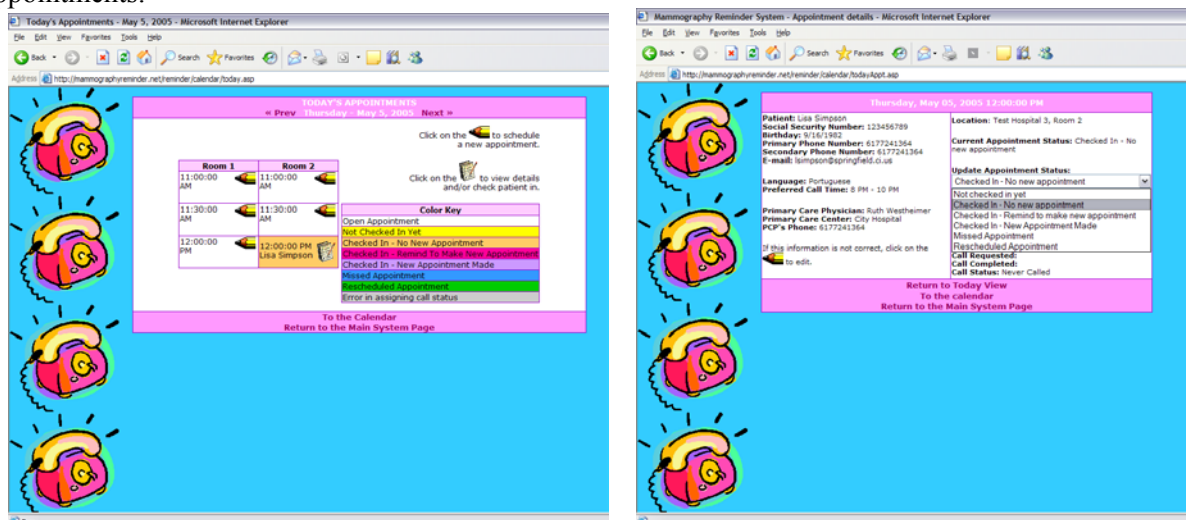 ppointments.
Today's Appointments - May 5, 2005 - Microsoft Internet Explorer
File Edit View Favorites Tools Help
Back Search Favorites
Address http://mammographyreminder.net/reminder/calendar/today.asp
TODAY'S APPOINTMENTS
« Prev Thursday May 5, 2005 Next »
Click on the to schedule
a new appointment.
Click on the to view details
and/or check patient in.
Room 1 Room 2
11:00:00 AM 11:00:00 AM
11:30:00 AM 11:30:00 AM
12:00:00 PM 12:00:00 PM
Lisa Simpson
Color Key
Open Appointment
Not Checked In Yet
Checked In - No New Appointment
Checked In - Remind To Make New appointment
Checked In - New Appointment Made
Missed Appointment
Rescheduled Appointment
Error in assigning call status
To the Calendar
Return to the Main System Page
Mammography Reminder System - Appointment details - Microsoft Internet Explorer
File Edit View Favorites Tools Help
Back Search Favorites
Address http://mammographyreminder.net/reminder/calendar/todayAppt.asp
Thursday, May 05, 2005 12:00:00 PM
Patient: Lisa Simpson
Social Security Number: 123456789
Birthday: 9/16/1982
Primary Phone Number: 6177241364
Secondary Phone Number: 6177241364
E-mail: lsimpson@springfield.ci.us
Language: Portuguese
Preferred Call Time: 8 PM - 10 PM
Primary Care Physician: Ruth Westheimer
Primary Care Center: City Hospital
PCP's Phone: 6177241364
If this information is not correct, click on the
to edit.
Location: Test Hospital 3, Room 2
Current Appointment Status: Checked In - No
new appointment
Update Appointment Status:
Checked In - No new appointment
Not checked in yet
Checked In - No new appointment
Checked In - Remind to make new appointment
Checked In - New Appointment Made
Missed Appointment
Rescheduled Appointment
Call Requested:
Call Completed:
Call Status: Never Called
Return to Today View
To the calendar
Return to the Main System Page